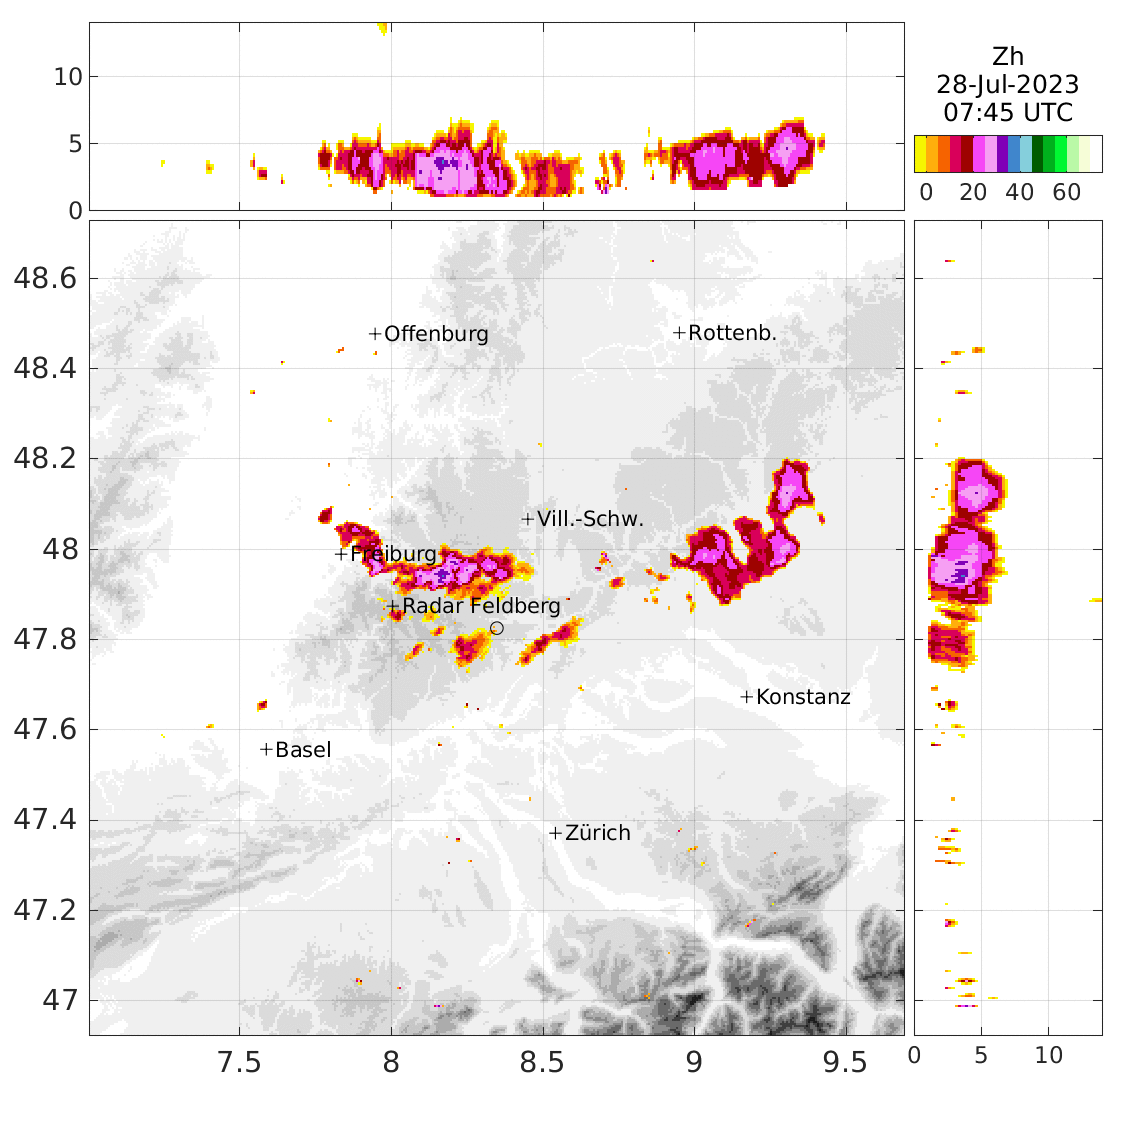 10
5
0
Zh
28-Jul-2023
07:45 UTC
0 20 40 60
48.6
48.4
48.2
48
47.8
47.6
47.4
47.2
47
+Offenburg
+Rottenb.
+Vill.-Schw.
+Freiburg
+Radar Feldberg
+Konstanz
+Basel
+Zürich
7.5 8 8.5 9 9.5
0 5 10